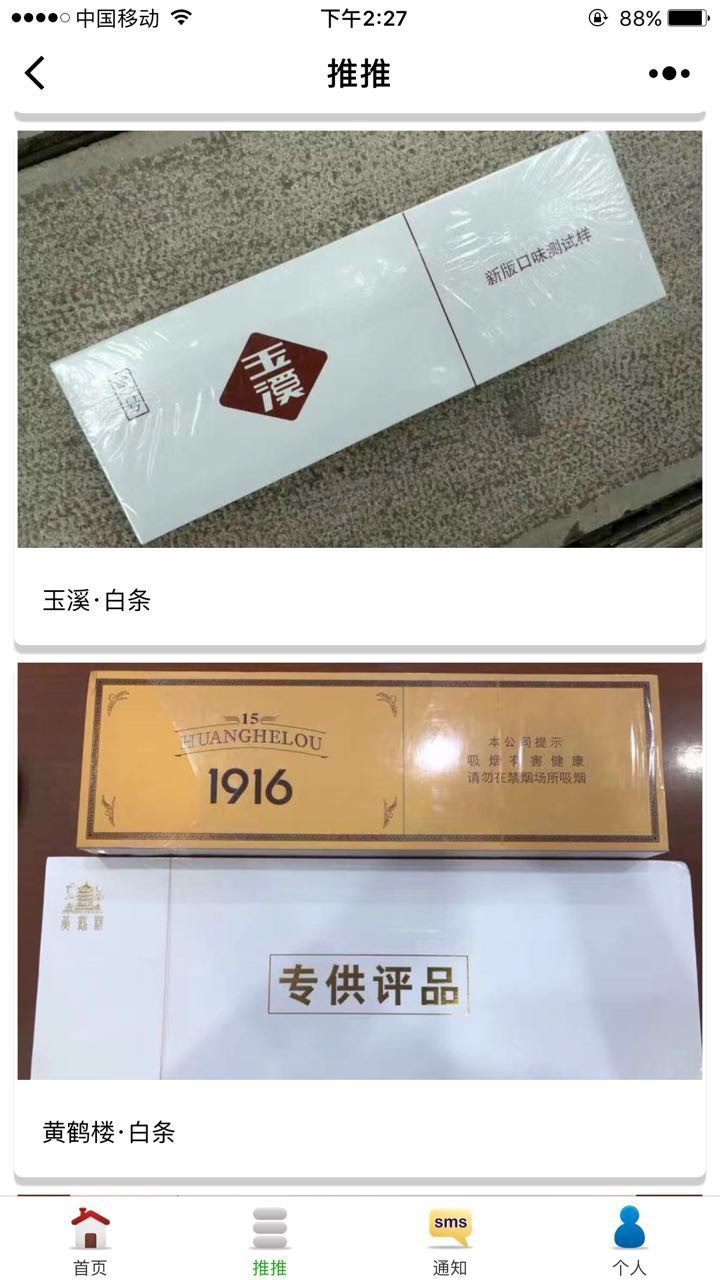 中国移动
下午2:27
88%
推推
新版口味测试样
玉溪
玉溪·白条
15
HUANGHELOU
1916
本公司提示
吸烟有害健康
请勿在禁烟场所吸烟
黄鹤楼
专供评品
黄鹤楼·白条
sms
首页
推推
通知
个人